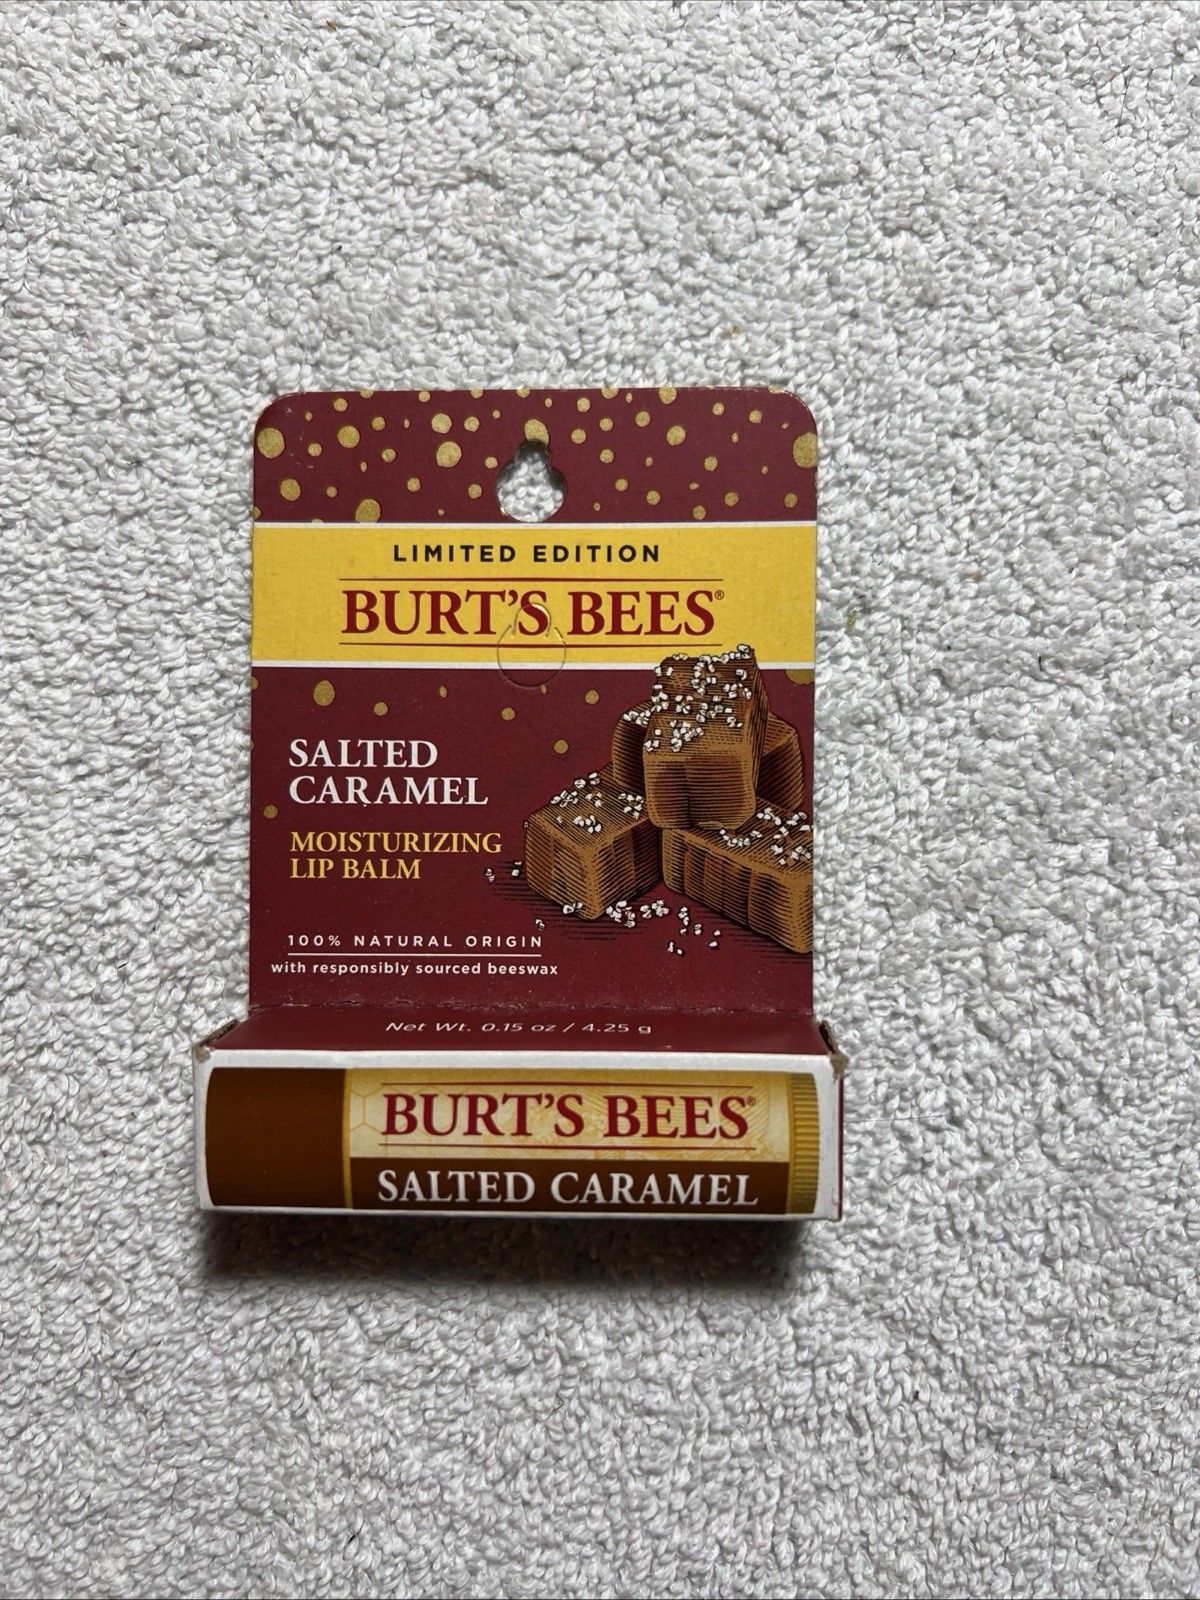 LIMITED EDITION
BURT'S BEES®
SALTED
CARAMEL
MOISTURIZING
LIP BALM
100% NATURAL ORIGIN
with responsibly sourced beeswax
Net Wt. 0.15 oz / 4.25 g
BURT'S BEES®
SALTED CARAMEL